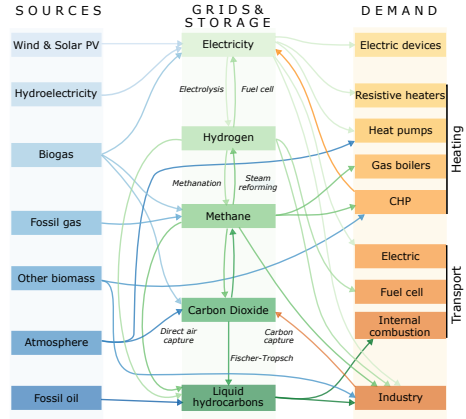 SOURCES
GRIDS &
STORAGE
DEMAND
Wind & Solar PV
Electricity
Electric devices
Hydroelectricity
Electrolysis
Fuel cell
Resistive heaters
Hydrogen
Heat pumps
Biogas
Gas boilers
Heating
Methanation
Steam
reforming
CHP
Fossil gas
Methane
Electric
Other biomass
Fuel cell
Transport
Carbon Dioxide
Internal
combustion
Atmosphere
Direct air
capture
Carbon
capture
Fischer-Tropsch
Fossil oil
Liquid
hydrocarbons
Industry